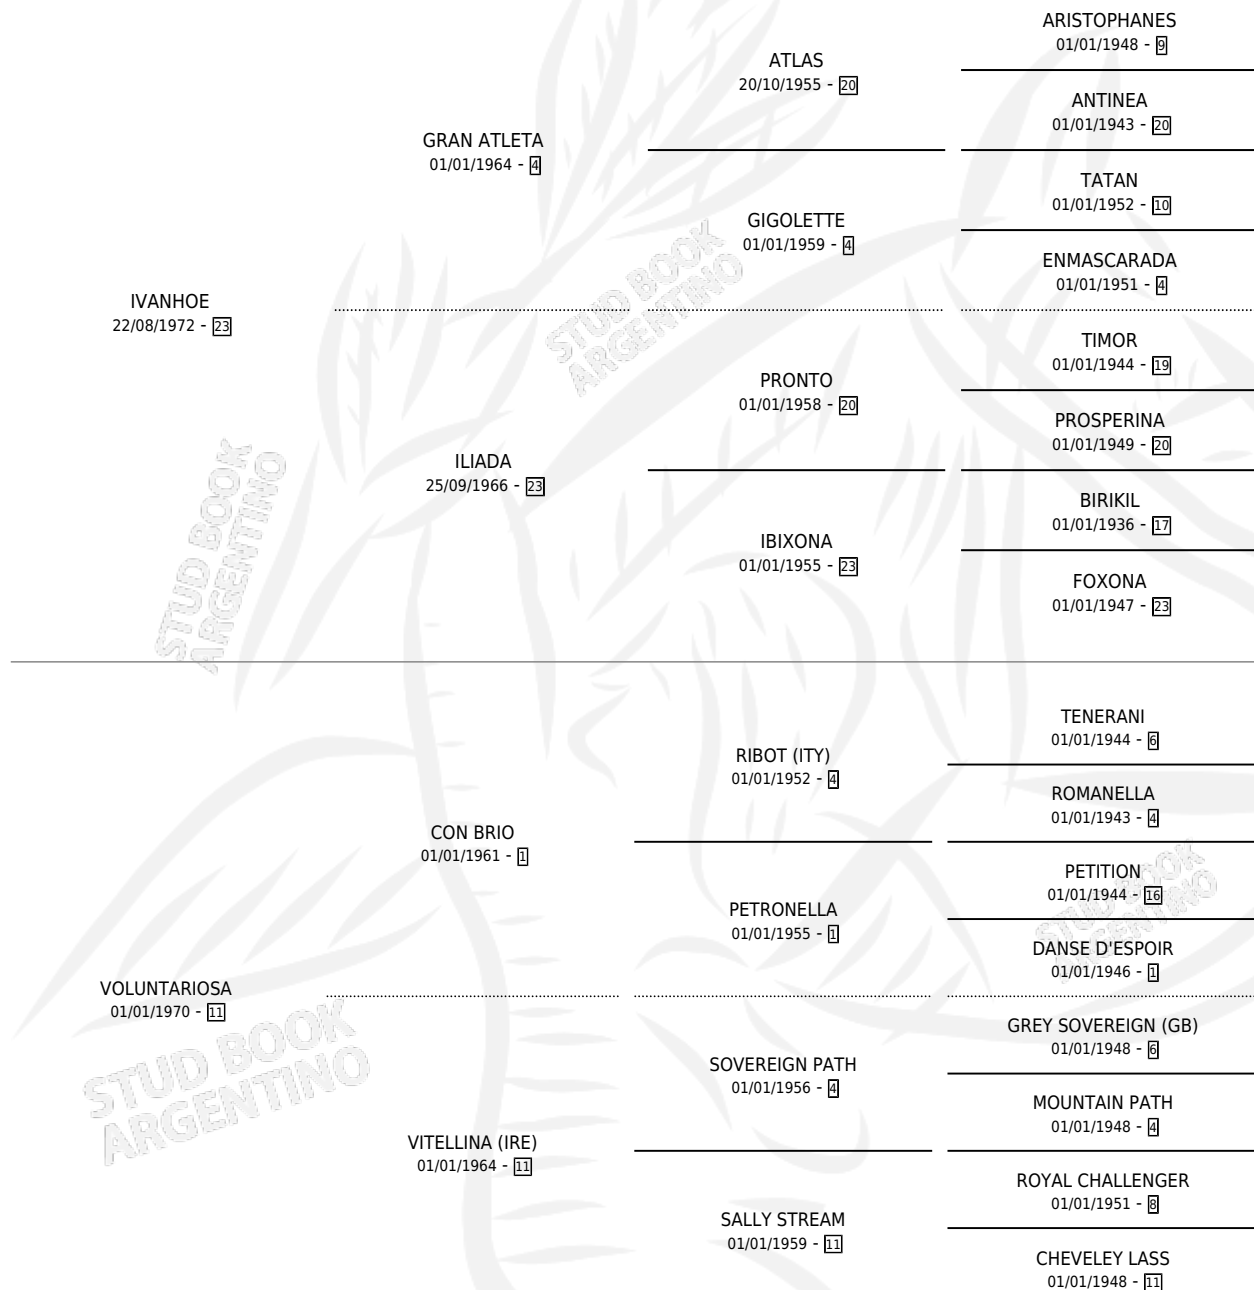 ARISTOPHANES
01/01/1948 - 9
ATLAS
20/10/1955 - 20
ANTINEA
01/01/1943 - 20
GRAN ATLETA
01/01/1964 - 4
TATAN
01/01/1952 - 10
GIGOLETTE
01/01/1959 - 4
ENMASCARADA
01/01/1951 - 4
IVANHOE
22/08/1972 - 23
TIMOR
01/01/1944 - 19
PRONTO
01/01/1958 - 20
PROSPERINA
01/01/1949 - 20
ILIADA
25/09/1966 - 23
BIRIKIL
01/01/1936 - 17
IBIXONA
01/01/1955 - 23
FOXONA
01/01/1947 - 23
STUD BOOK
ARGENTINO
STUD BOOK
ARGENTINO
TENERANI
01/01/1944 - 6
RIBOT (ITY)
01/01/1952 - 4
ROMANELLA
01/01/1943 - 4
CON BRIO
01/01/1961 - 1
PETITION
01/01/1944 - 16
PETRONELLA
01/01/1955 - 1
DANSE D'ESPOIR
01/01/1946 - 1
VOLUNTARIOSA
01/01/1970 - 11
GREY SOVEREIGN (GB)
01/01/1948 - 6
SOVEREIGN PATH
01/01/1956 - 4
MOUNTAIN PATH
01/01/1948 - 4
VITELLINA (IRE)
01/01/1964 - 11
ROYAL CHALLENGER
01/01/1951 - 8
SALLY STREAM
01/01/1959 - 11
CHEVELEY LASS
01/01/1948 - 11
STUD BOOK
ARGENTINO
STUD BOOK
ARGENTINO